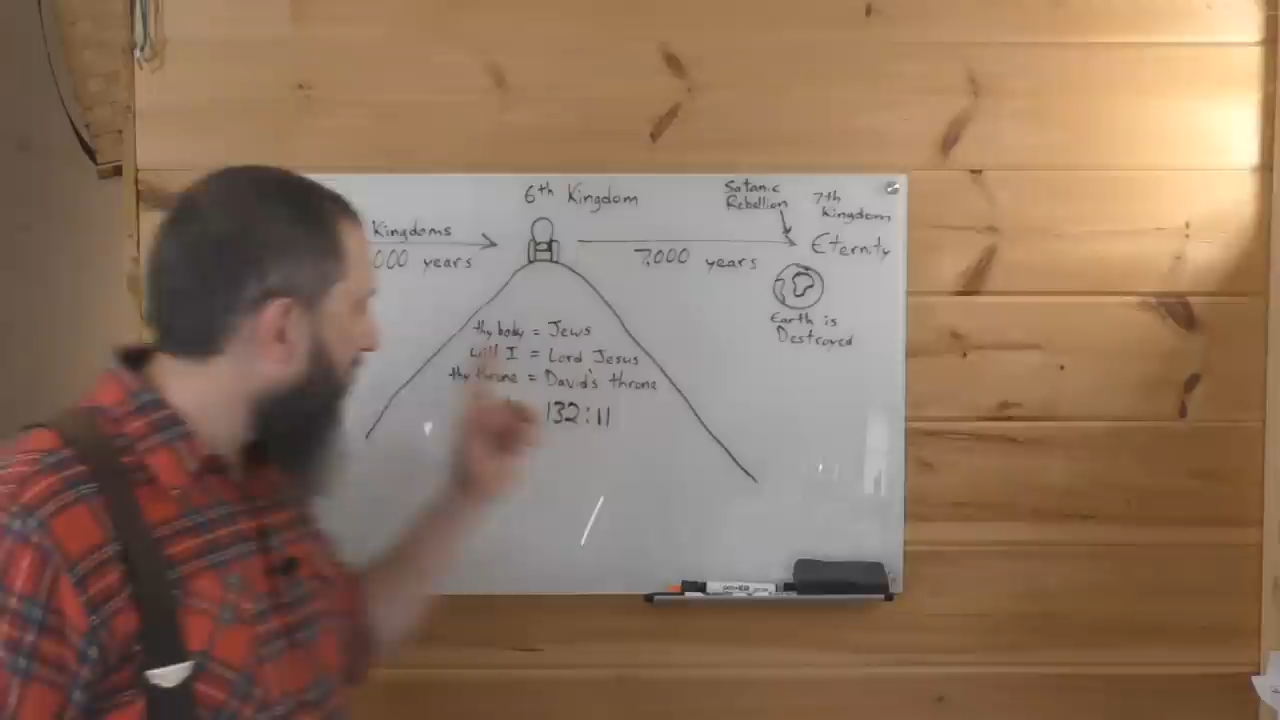 6th Kingdom
Kingdoms
000 years
7,000 years
Satanic
Rebellion
7th
Kingdom
Eternity
Earth is
Destroyed
thy body = Jews
will I = Lord Jesus
thy throne = David's throne
132:11